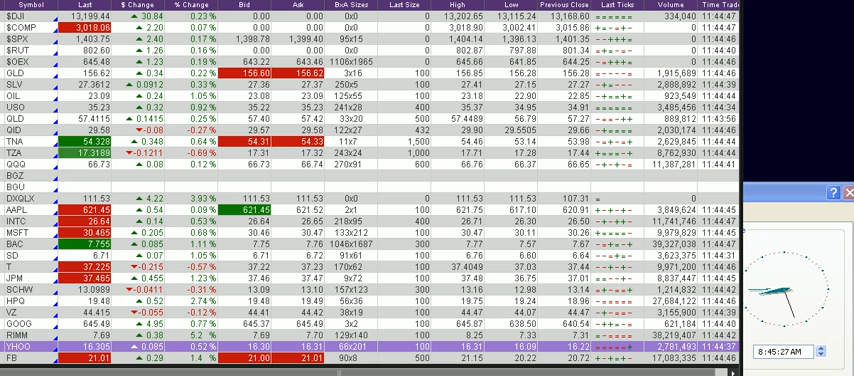 Symbol Last $ Change % Change Bid Ask BxA Sizes Last Size High Low Previous Close Last Ticks Volume Time Trade
$DJI 13,199.44 30.84 0.23 % 0.00 0.00 0x0 0 13,202.65 13,115.24 13,168.60 ====== 334,040 11:44:47
$COMP 3,018.06 2.20 0.07 % 0.00 0.00 0x0 0 3,018.90 3,002.41 3,015.86 0 11:44:46
$SPX 1,403.75 2.40 0.17 % 1,398.78 1,399.40 95x15 0 1,404.14 1,396.13 1,401.35 0 11:44:46
$RUT 802.60 1.26 0.16 % 0.00 0.00 0x0 0 802.87 797.88 801.34 0 11:44:46
$OEX 645.48 1.23 0.19 % 643.22 643.46 1106x1965 0 645.66 641.85 644.25 0 11:44:46
GLD 156.62 0.34 0.22 % 156.60 156.62 3x16 100 156.85 156.28 156.28 1,915,689 11:44:46
SLV 27.3612 0.0912 0.33 % 27.36 27.37 250x5 100 27.41 27.15 27.27 2,888,892 11:44:39
OIL 23.09 0.24 1.05 % 23.08 23.09 125x55 100 23.18 22.90 22.85 923,549 11:44:44
USO 35.23 0.32 0.92 % 35.22 35.23 241x28 400 35.37 34.95 34.91 3,485,456 11:44:34
QLD 57.4115 0.1415 0.25 % 57.40 57.42 33x20 500 57.4489 56.79 57.27 889,812 11:43:56
QID 29.58 -0.08 -0.27 % 29.57 29.58 122x27 432 29.90 29.5505 29.66 2,030,174 11:44:46
TNA 54.328 0.348 0.64 % 54.31 54.33 11x7 1,500 54.46 53.14 53.98 2,629,845 11:44:44
TZA 17.3189 -0.1211 -0.69 % 17.31 17.32 243x24 1,000 17.71 17.28 17.44 8,762,930 11:44:44
QQQ 66.73 0.08 0.12 % 66.73 66.74 270x51 100 66.76 66.37 66.65 11,387,281 11:44:41
BGZ
BGU
DXQLX 111.53 4.22 3.93 % 111.53 111.53 0x0 111.53 111.53 107.31 = 0
AAPL 621.45 0.54 0.09 % 621.45 621.52 2x1 100 621.75 617.10 620.91 3,849,624 11:44:45
INTC 26.64 0.14 0.53 % 26.64 26.65 218x95 400 26.71 26.30 26.50 11,741,746 11:44:47
MSFT 30.465 0.205 0.68 % 30.46 30.47 133x212 100 30.47 30.11 30.26 9,979,829 11:44:45
BAC 7.755 0.085 1.11 % 7.75 7.76 1046x1687 300 7.77 7.57 7.67 39,327,038 11:44:47
SD 6.71 0.07 1.05 % 6.71 6.72 91x61 100 6.76 6.60 6.64 3,623,375 11:44:31
T 37.225 -0.215 -0.57 % 37.22 37.23 170x62 100 37.4049 37.03 37.44 9,971,200 11:44:46
JPM 37.465 0.455 1.23 % 37.46 37.47 9x72 100 37.48 36.75 37.01 8,837,447 11:44:45
SCHW 13.0989 -0.0411 -0.31 % 13.09 13.10 157x123 300 13.16 12.98 13.14 1,214,832 11:44:42
HPQ 19.48 0.52 2.74 % 19.48 19.49 56x36 100 19.75 19.24 18.96 27,684,122 11:44:46
VZ 44.415 -0.055 -0.12 % 44.41 44.42 38x19 100 44.47 44.07 44.47 3,155,900 11:44:39
GOOG 645.49 4.95 0.77 % 645.37 645.49 3x2 100 645.87 638.50 640.54 621,184 11:44:40
RIMM 7.69 0.38 5.2 % 7.69 7.70 129x140 100 8.25 7.33 7.31 38,219,407 11:44:42
YHOO 16.305 0.085 0.52 % 16.30 16.31 66x201 100 16.31 16.09 16.22 2,781,493 11:44:37
FB 21.01 0.29 1.4 % 21.00 21.01 90x8 500 21.15 20.22 20.72 17,083,335 11:44:46
8:45:27 AM